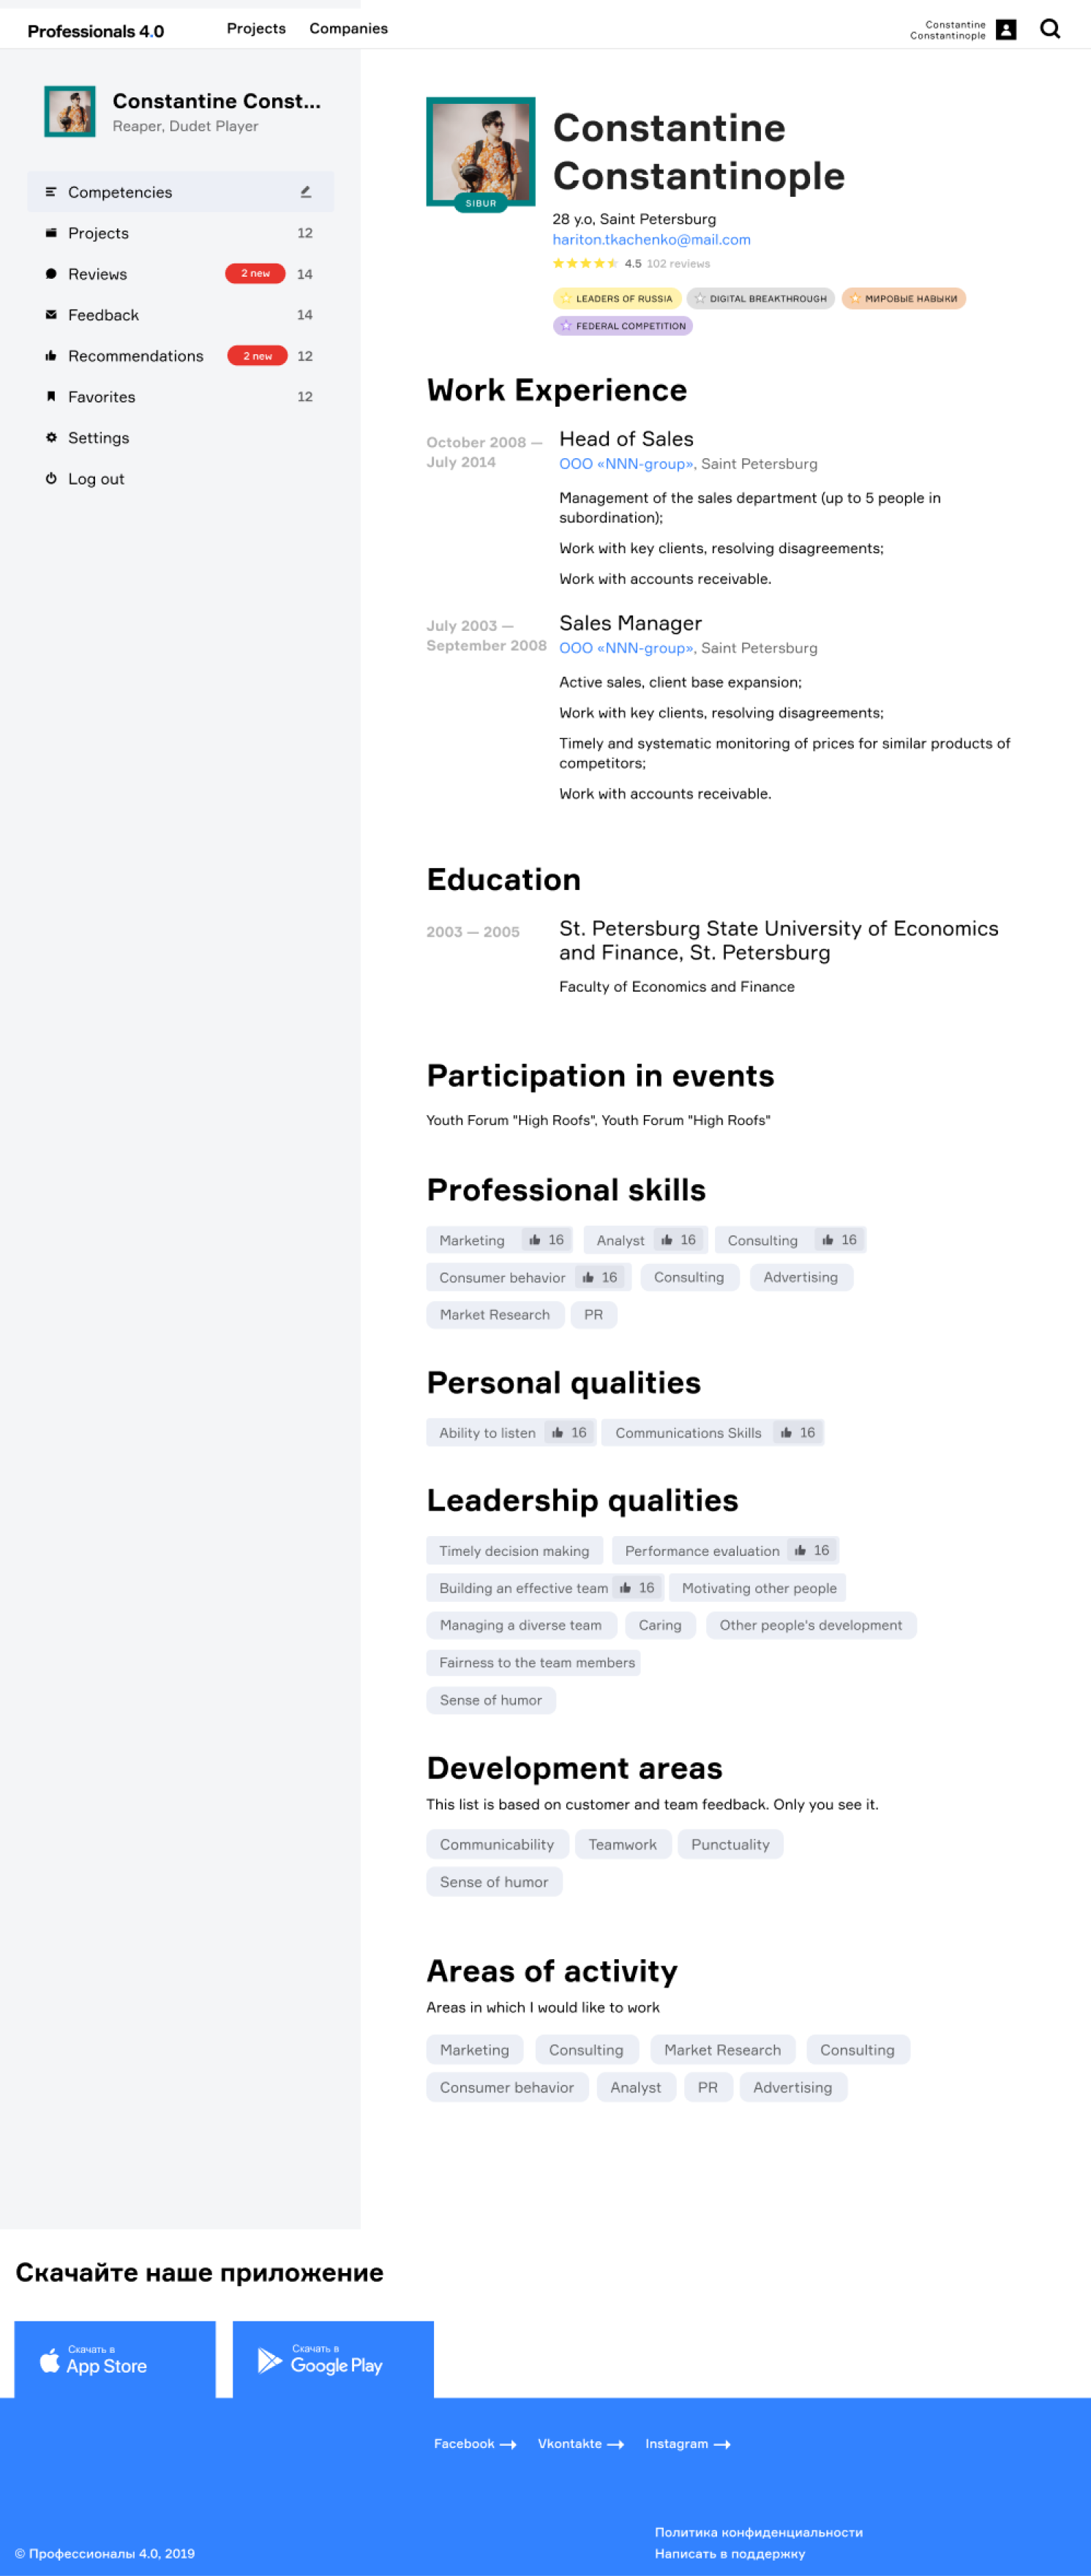 Professionals 4.0
Projects Companies
Constantine
Constantinople
Constantine Const...
Reaper, Dudet Player
Competencies
Projects 12
Reviews 2 new 14
Feedback 14
Recommendations 2 new 12
Favorites 12
Settings
Log out
SIBUR
Constantine
Constantinople
28 y.o, Saint Petersburg
hariton.tkachenko@mail.com
4.5 102 reviews
LEADERS OF RUSSIA DIGITAL BREAKTHROUGH МИРОВЫЕ НАВЫКИ
FEDERAL COMPETITION
Work Experience
October 2008 —
July 2014
Head of Sales
ООО «NNN-group», Saint Petersburg
Management of the sales department (up to 5 people in
subordination);
Work with key clients, resolving disagreements;
Work with accounts receivable.
July 2003 —
September 2008
Sales Manager
ООО «NNN-group», Saint Petersburg
Active sales, client base expansion;
Work with key clients, resolving disagreements;
Timely and systematic monitoring of prices for similar products of
competitors;
Work with accounts receivable.
Education
2003 — 2005
St. Petersburg State University of Economics
and Finance, St. Petersburg
Faculty of Economics and Finance
Participation in events
Youth Forum "High Roofs", Youth Forum "High Roofs"
Professional skills
Marketing 16 Analyst 16 Consulting 16
Consumer behavior 16 Consulting Advertising
Market Research PR
Personal qualities
Ability to listen 16 Communications Skills 16
Leadership qualities
Timely decision making Performance evaluation 16
Building an effective team 16 Motivating other people
Managing a diverse team Caring Other people's development
Fairness to the team members
Sense of humor
Development areas
This list is based on customer and team feedback. Only you see it.
Communicability Teamwork Punctuality
Sense of humor
Areas of activity
Areas in which I would like to work
Marketing Consulting Market Research Consulting
Consumer behavior Analyst PR Advertising
Скачайте наше приложение
Скачать в
App Store
Скачать в
Google Play
Facebook Vkontakte Instagram
Политика конфиденциальности
© Профессионалы 4.0, 2019
Написать в поддержку